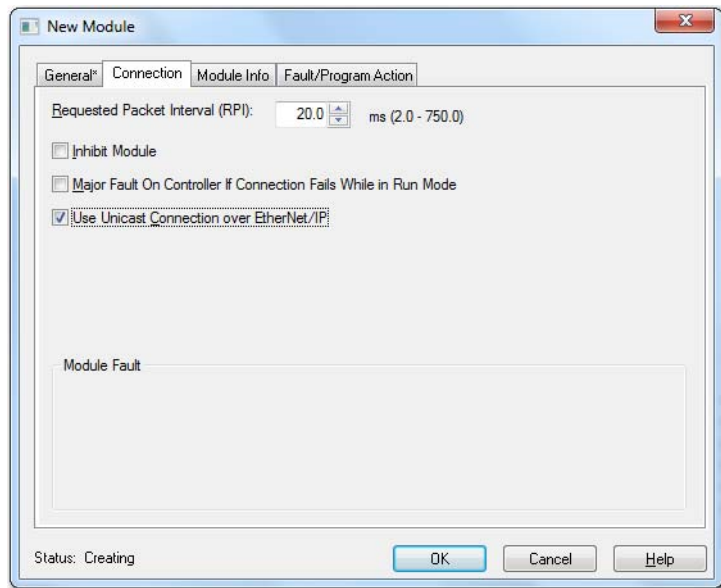 New Module
General* Connection Module Info Fault/Program Action
Requested Packet Interval (RPI): 20.0 ms (2.0 - 750.0)
Inhibit Module
Major Fault On Controller If Connection Fails While in Run Mode
Use Unicast Connection over EtherNet/IP
Module Fault
Status: Creating OK Cancel Help